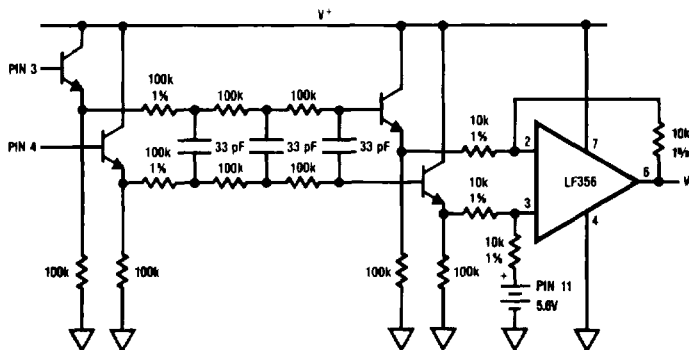 V+
PIN 3
PIN 4
100k
1%
100k
100k
33 pF
33 pF
33 pF
100k
1%
100k
100k
100k
100k
100k
100k
10k
1%
10k
1%
10k
1%
PIN 11
5.6V
+
2
3
7
LF356
6
4
10k
1%
V